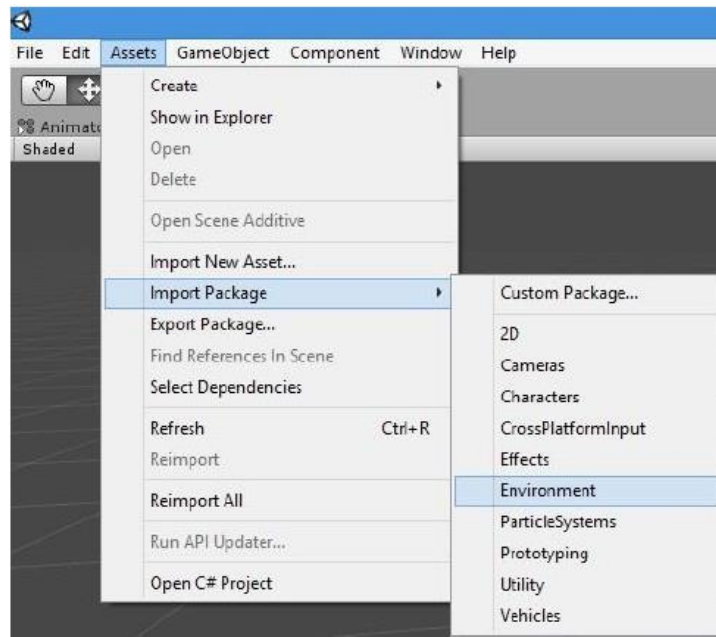 File Edit Assets GameObject Component Window Help
Animat
Shaded
Create
Show in Explorer
Open
Delete
Open Scene Additive
Import New Asset...
Import Package
Export Package...
Find References In Scene
Select Dependencies
Refresh Ctrl+R
Reimport
Reimport All
Run API Updater...
Open C# Project
Custom Package...
2D
Cameras
Characters
CrossPlatformInput
Effects
Environment
ParticleSystems
Prototyping
Utility
Vehicles